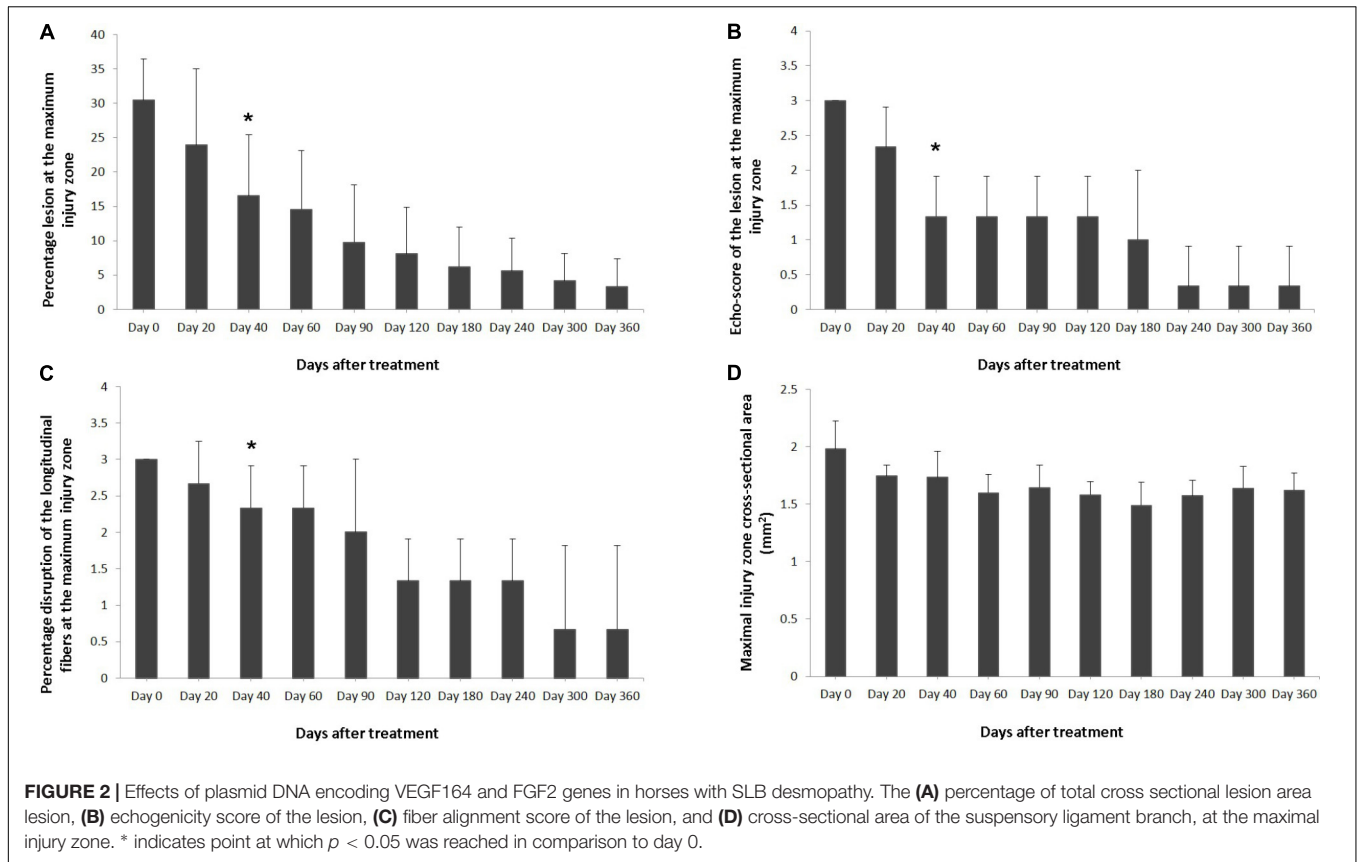 A
Percentage lesion at the maximum
injury zone
40
35
30
25
20
15
10
5
0
*
Day 0 Day 20 Day 40 Day 60 Day 90 Day 120 Day 180 Day 240 Day 300 Day 360
Days after treatment
B
Echo-score of the lesion at the maximum
injury zone
4
3.5
3
2.5
2
1.5
1
0.5
0
*
Day 0 Day 20 Day 40 Day 60 Day 90 Day 120 Day 180 Day 240 Day 300 Day 360
Days after treatment
C
Percentage disruption of the longitudinal
fibers at the maximum injury zone
4
3.5
3
2.5
2
1.5
1
0.5
0
*
Day 0 Day 20 Day 40 Day 60 Day 90 Day 120 Day 180 Day 240 Day 300 Day 360
Days after treatment
D
Maximal injury zone cross-sectional area
(mm²)
2.5
2
1.5
1
0.5
0
Day 0 Day 20 Day 40 Day 60 Day 90 Day 120 Day 180 Day 240 Day 300 Day 360
Days after treatment
FIGURE 2 | Effects of plasmid DNA encoding VEGF164 and FGF2 genes in horses with SLB desmopathy. The (A) percentage of total cross sectional lesion area
lesion, (B) echogenicity score of the lesion, (C) fiber alignment score of the lesion, and (D) cross-sectional area of the suspensory ligament branch, at the maximal
injury zone. * indicates point at which p < 0.05 was reached in comparison to day 0.